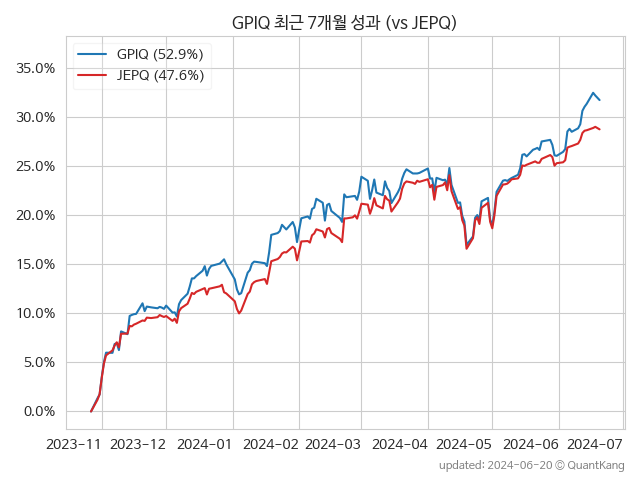 GPIQ 최근 7개월 성과 (vs JEPQ)
GPIQ (52.9%)
JEPQ (47.6%)
35.0%
30.0%
25.0%
20.0%
15.0%
10.0%
5.0%
0.0%
2023-11 2023-12 2024-01 2024-02 2024-03 2024-04 2024-05 2024-06 2024-07
updated: 2024-06-20 © QuantKang